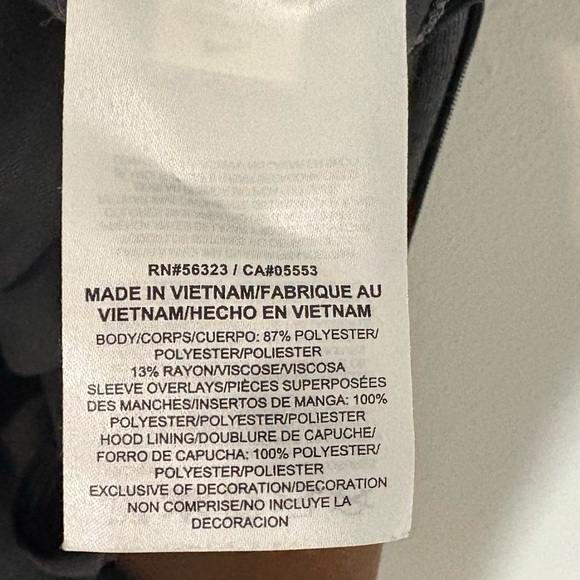 RN#56323 / CA#05553
MADE IN VIETNAM/FABRIQUE AU
VIETNAM/HECHO EN VIETNAM
BODY/CORPS/CUERPO: 87% POLYESTER/
POLYESTER/POLIESTER
13% RAYON/VISCOSE/VISCOSA
SLEEVE OVERLAYS/PIÈCES SUPERPOSÉES
DES MANCHES/INSERTOS DE MANGA: 100%
POLYESTER/POLYESTER/POLIESTER
HOOD LINING/DOUBLURE DE CAPUCHE/
FORRO DE CAPUCHA: 100% POLYESTER/
POLYESTER/POLIESTER
EXCLUSIVE OF DECORATION/DECORATION
NON COMPRISE/NO INCLUYE LA
DECORACION